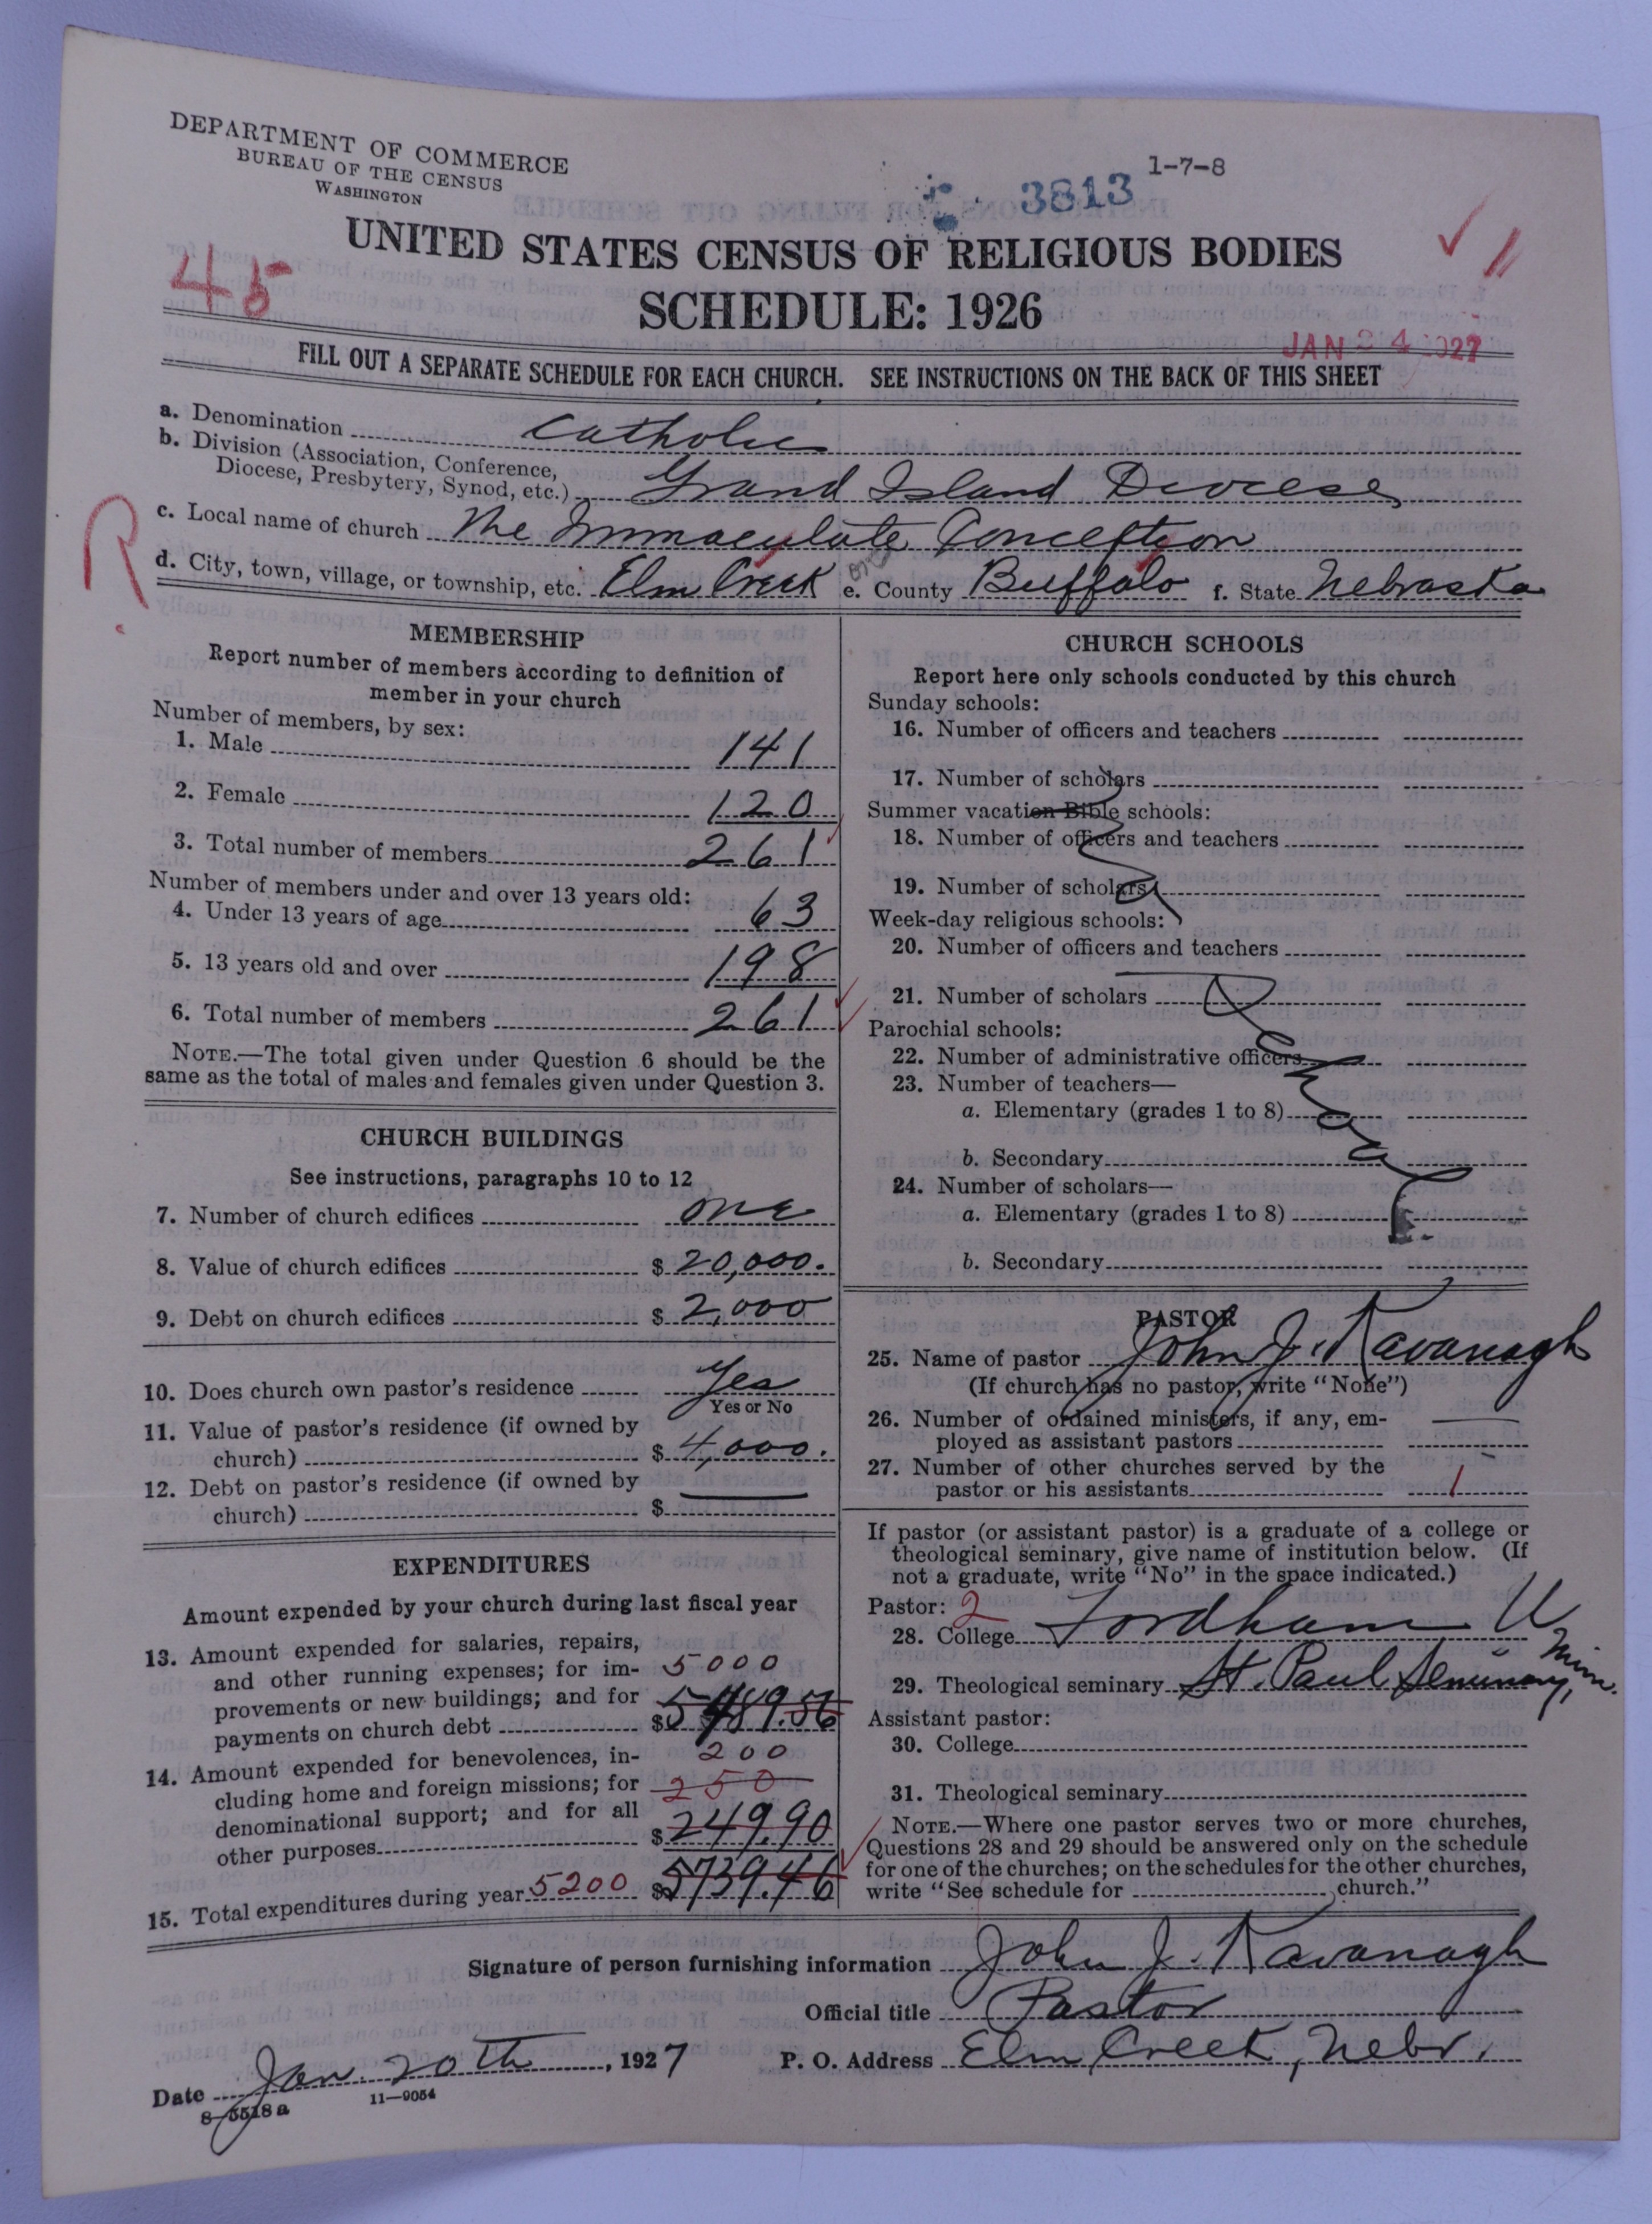 DEPARTMENT OF COMMERCE
BUREAU OF THE CENSUS
WASHINGTON
1-7-8
3813
UNITED STATES CENSUS OF RELIGIOUS BODIES
45
SCHEDULE: 1926
JAN 24 1927
FILL OUT A SEPARATE SCHEDULE FOR EACH CHURCH. SEE INSTRUCTIONS ON THE BACK OF THIS SHEET
a. Denomination Catholic
b. Division (Association, Conference,
Diocese, Presbytery, Synod, etc.) Grand Island Diocese
R
c. Local name of church The Immaculate Conception
d. City, town, village, or township, etc. Elm Creek e. County Buffalo f. State Nebraska
MEMBERSHIP
Report number of members according to definition of
member in your church
Number of members, by sex:
1. Male 141
2. Female 120
3. Total number of members 261
Number of members under and over 13 years old:
4. Under 13 years of age 63
5. 13 years old and over 198
6. Total number of members 261
NOTE.—The total given under Question 6 should be the
same as the total of males and females given under Question 3.
CHURCH BUILDINGS
See instructions, paragraphs 10 to 12
7. Number of church edifices one
8. Value of church edifices $ 20,000.
9. Debt on church edifices $ 2,000
10. Does church own pastor's residence Yes
Yes or No
11. Value of pastor's residence (if owned by
church) $ 4,000.
12. Debt on pastor's residence (if owned by
church) $ —
EXPENDITURES
Amount expended by your church during last fiscal year
13. Amount expended for salaries, repairs,
and other running expenses; for im- 5000
provements or new buildings; and for
payments on church debt $ 5489.56
14. Amount expended for benevolences, in- 200
cluding home and foreign missions; for 250
denominational support; and for all
other purposes $ 249.90
15. Total expenditures during year 5200 $ 5739.46
CHURCH SCHOOLS
Report here only schools conducted by this church
Sunday schools:
16. Number of officers and teachers
17. Number of scholars
Summer vacation Bible schools:
18. Number of officers and teachers
19. Number of scholars
Week-day religious schools:
20. Number of officers and teachers
21. Number of scholars
Parochial schools:
22. Number of administrative officers
23. Number of teachers—
a. Elementary (grades 1 to 8)
b. Secondary
24. Number of scholars—
a. Elementary (grades 1 to 8)
b. Secondary
PASTOR
25. Name of pastor John J. Kavanagh
(If church has no pastor, write "None")
26. Number of ordained ministers, if any, em-
ployed as assistant pastors —
27. Number of other churches served by the
pastor or his assistants 1
If pastor (or assistant pastor) is a graduate of a college or
theological seminary, give name of institution below. (If
not a graduate, write "No" in the space indicated.)
Pastor: 2
28. College Fordham U
29. Theological seminary St. Paul Seminary, Minn.
Assistant pastor:
30. College
31. Theological seminary
NOTE.—Where one pastor serves two or more churches,
Questions 28 and 29 should be answered only on the schedule
for one of the churches; on the schedules for the other churches,
write "See schedule for church."
Signature of person furnishing information John J. Kavanagh
Official title Pastor
Date Jan. 20th, 1927 P. O. Address Elm Creek, Nebr.
8-5518a 11-9054